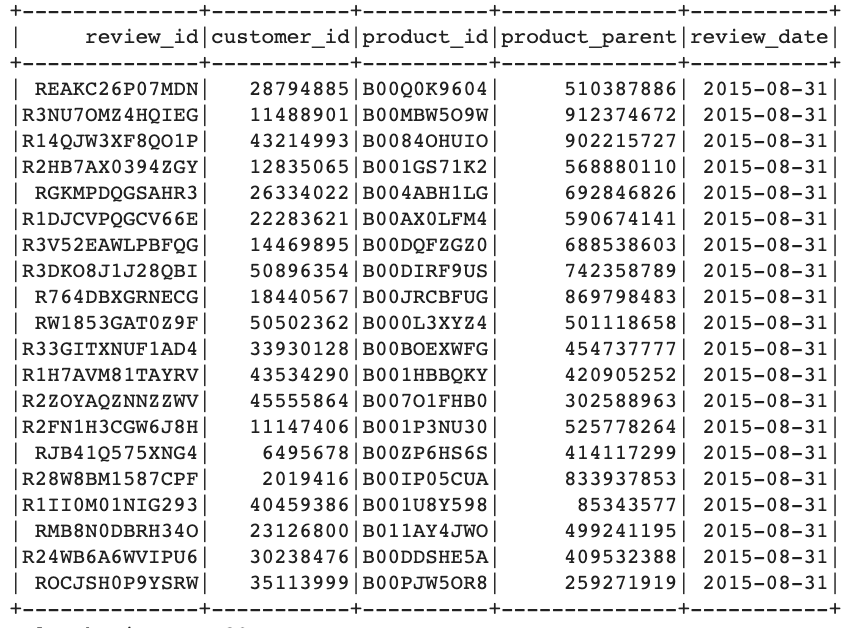 +--------------+-----------+----------+--------------+-----------+
|     review_id|customer_id|product_id|product_parent|review_date|
+--------------+-----------+----------+--------------+-----------+
| REAKC26P07MDN|   28794885|B00Q0K9604|     510387886| 2015-08-31|
|R3NU7OMZ4HQIEG|   11488901|B00MBW5O9W|     912374672| 2015-08-31|
|R14QJW3XF8QO1P|   43214993|B0084OHUIO|     902215727| 2015-08-31|
|R2HB7AX0394ZGY|   12835065|B001GS71K2|     568880110| 2015-08-31|
| RGKMPDQGSAHR3|   26334022|B004ABH1LG|     692846826| 2015-08-31|
|R1DJCVPQGCV66E|   22283621|B00AX0LFM4|     590674141| 2015-08-31|
|R3V52EAWLPBFQG|   14469895|B00DQFZGZ0|     688538603| 2015-08-31|
|R3DKO8J1J28QBI|   50896354|B00DIRF9US|     742358789| 2015-08-31|
| R764DBXGRNECG|   18440567|B00JRCBFUG|     869798483| 2015-08-31|
| RW1853GAT0Z9F|   50502362|B000L3XYZ4|     501118658| 2015-08-31|
|R33GITXNUF1AD4|   33930128|B00BOEXWFG|     454737777| 2015-08-31|
|R1H7AVM81TAYRV|   43534290|B001HBBQKY|     420905252| 2015-08-31|
|R2ZOYAQZNNZZWV|   45555864|B007O1FHB0|     302588963| 2015-08-31|
|R2FN1H3CGW6J8H|   11147406|B001P3NU30|     525778264| 2015-08-31|
| RJB41Q575XNG4|    6495678|B00ZP6HS6S|     414117299| 2015-08-31|
|R28W8BM1587CPF|    2019416|B00IP05CUA|     833937853| 2015-08-31|
|R1II0M01NIG293|   40459386|B001U8Y598|      85343577| 2015-08-31|
| RMB8N0DBRH34O|   23126800|B011AY4JWO|     499241195| 2015-08-31|
|R24WB6A6WVIPU6|   30238476|B00DDSHE5A|     409532388| 2015-08-31|
| ROCJSH0P9YSRW|   35113999|B00PJW5OR8|     259271919| 2015-08-31|
+--------------+-----------+----------+--------------+-----------+